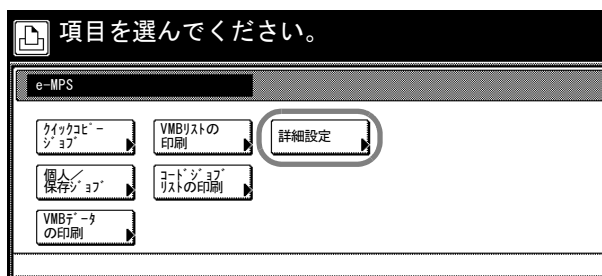 項目を選んでください。
e-MPS
ｸｲｯｸｺﾋﾟｰ
ｼﾞｮﾌﾞ
VMBﾘｽﾄの
印刷
詳細設定
個人／
保存ｼﾞｮﾌﾞ
ｺｰﾄﾞｼﾞｮﾌﾞ
ﾘｽﾄの印刷
VMBﾃﾞｰﾀ
の印刷